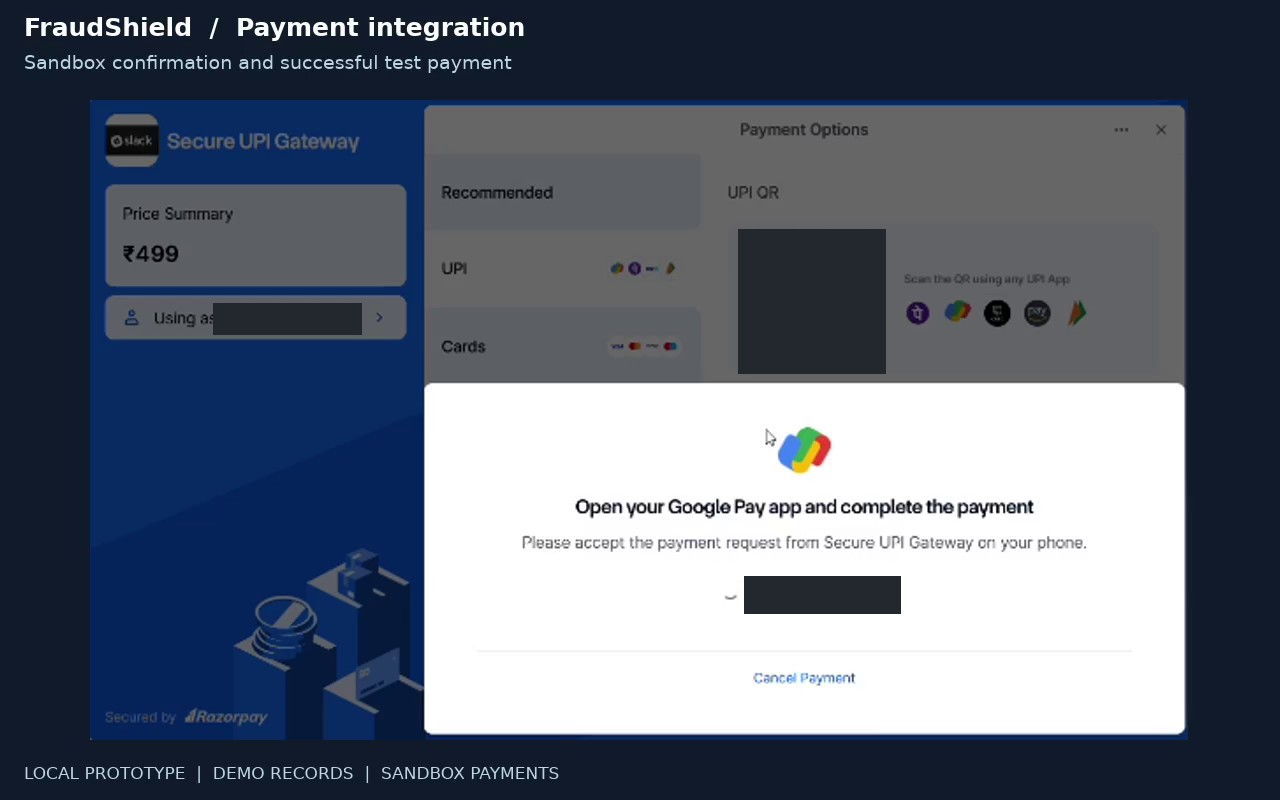 FraudShield / Payment integration
Sandbox confirmation and successful test payment
slack
Secure UPI Gateway
Price Summary
₹499
Using as
Secured by Razorpay
Payment Options
Recommended
UPI
Cards
UPI QR
Scan the QR using any UPI App
Open your Google Pay app and complete the payment
Please accept the payment request from Secure UPI Gateway on your phone.
Cancel Payment
LOCAL PROTOTYPE | DEMO RECORDS | SANDBOX PAYMENTS